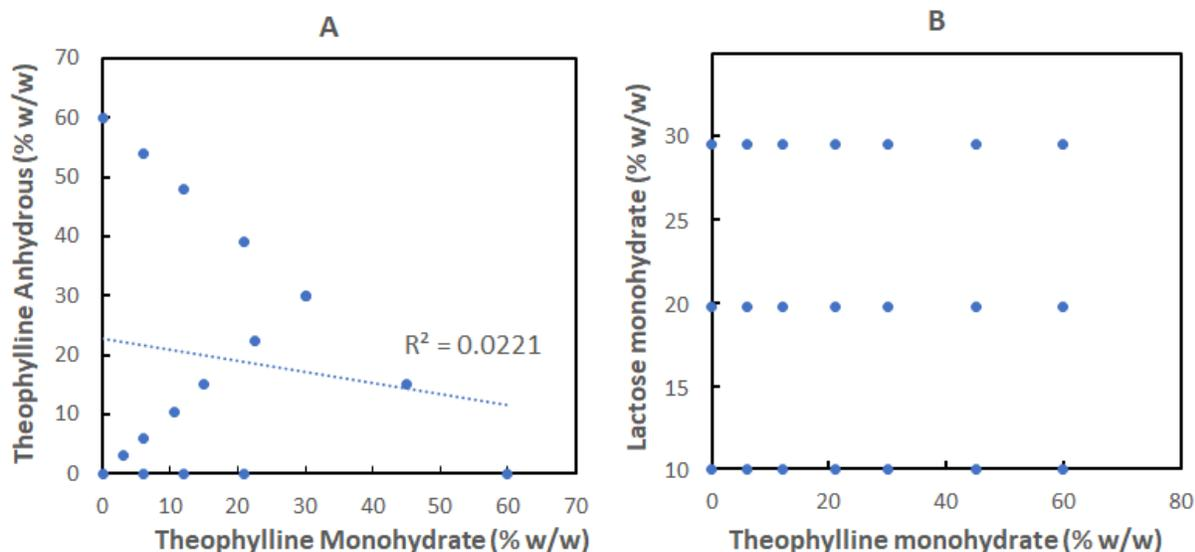 A
Theophylline Anhydrous (% w/w)
70
60
50
40
30
20
10
0
R² = 0.0221
0 10 20 30 40 50 60 70
Theophylline Monohydrate (% w/w)
B
Lactose monohydrate (% w/w)
30
25
20
15
10
0 20 40 60 80
Theophylline monohydrate (% w/w)